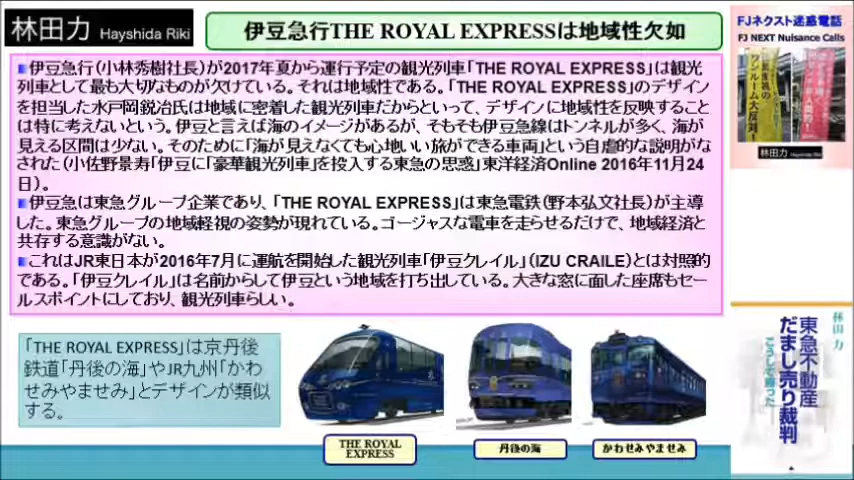 林田力 Hayshida Riki
伊豆急行THE ROYAL EXPRESSは地域性欠如
■伊豆急行（小林秀樹社長）が2017年夏から運行予定の観光列車「THE ROYAL EXPRESS」は観光
列車として最も大切なものが欠けている。それは地域性である。「THE ROYAL EXPRESS」のデザイン
を担当した水戸岡鋭治氏は地域に密着した観光列車だからといって、デザインに地域性を反映すること
は特に考えないという。伊豆と言えば海のイメージがあるが、そもそも伊豆急線はトンネルが多く、海が
見える区間は少ない。そのために「海が見えなくても心地いい旅ができる車両」という自虐的な説明がな
された（小佐野景寿「伊豆に「豪華観光列車」を投入する東急の思惑」東洋経済Online 2016年11月24
日）。
■伊豆急は東急グループ企業であり、「THE ROYAL EXPRESS」は東急電鉄（野本弘文社長）が主導
した。東急グループの地域軽視の姿勢が現れている。ゴージャスな電車を走らせるだけで、地域経済と
共存する意識がない。
■これはJR東日本が2016年7月に運航を開始した観光列車「伊豆クレイル」（IZU CRAILE）とは対照的
である。「伊豆クレイル」は名前からして伊豆という地域を打ち出している。大きな窓に面した座席もセー
ルスポイントにしており、観光列車らしい。
「THE ROYAL EXPRESS」は京丹後
鉄道「丹後の海」やJR九州「かわ
せみやませみ」とデザインが類似
する。
THE ROYAL
EXPRESS
丹後の海
かわせみやませみ
FJネクスト迷惑電話
FJ NEXT Nuisance Calls
ワンルーム大反対！
林田力 Hayashida Riki
林田力
東急不動産
だまし売り裁判
こうして勝った